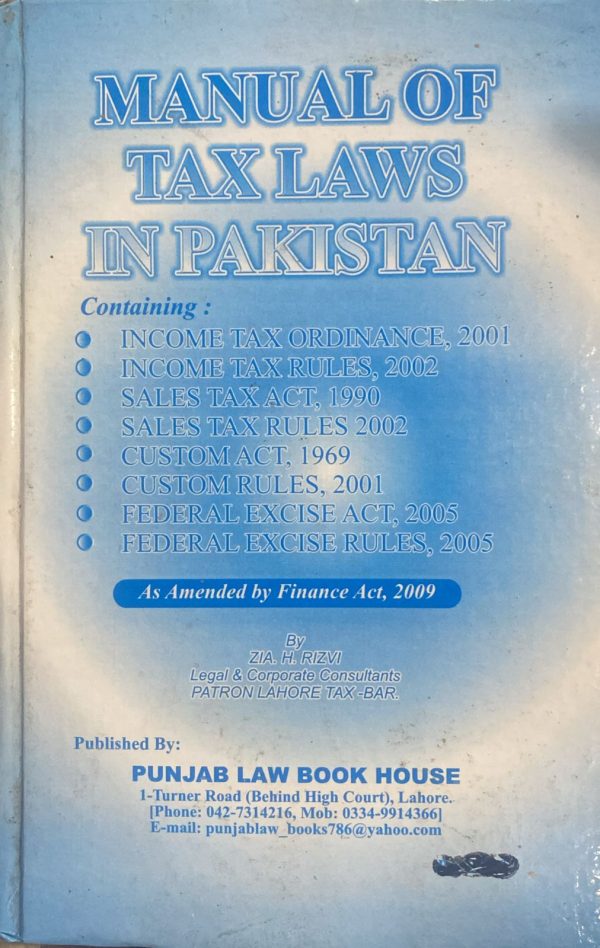 MANUAL OF
TAX LAWS
IN PAKISTAN
Containing :
INCOME TAX ORDINANCE, 2001
INCOME TAX RULES, 2002
SALES TAX ACT, 1990
SALES TAX RULES 2002
CUSTOM ACT, 1969
CUSTOM RULES, 2001
FEDERAL EXCISE ACT, 2005
FEDERAL EXCISE RULES, 2005
As Amended by Finance Act, 2009
By
ZIA. H. RIZVI
Legal & Corporate Consultants
PATRON LAHORE TAX -BAR.
Published By:
PUNJAB LAW BOOK HOUSE
1-Turner Road (Behind High Court), Lahore.
[Phone: 042-7314216, Mob: 0334-9914366]
E-mail: punjablaw_books786@yahoo.com